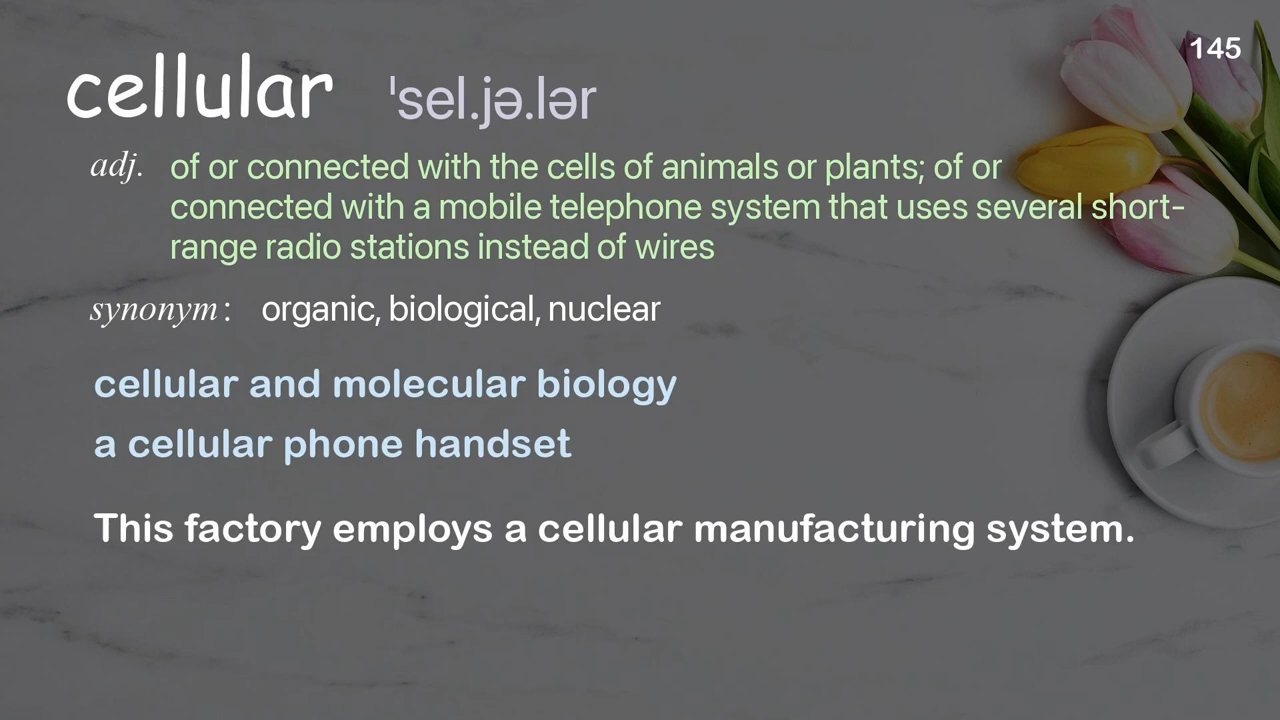 145
cellular ˈsel.jə.lər
adj. of or connected with the cells of animals or plants; of or
connected with a mobile telephone system that uses several short-
range radio stations instead of wires
synonym: organic, biological, nuclear
cellular and molecular biology
a cellular phone handset
This factory employs a cellular manufacturing system.